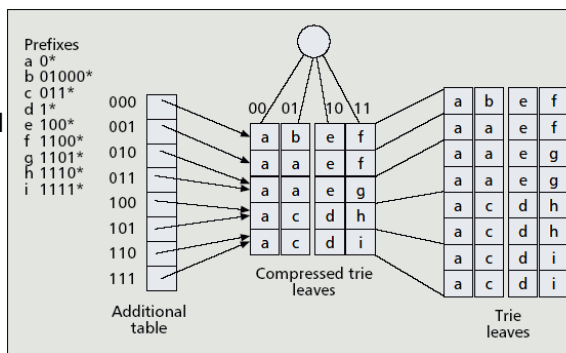 Prefixes
a 0*
b 01000*
c 011*
d 1*
e 100*
f 1100*
g 1101*
h 1110*
i 1111*
000
001
010
011
100
101
110
111
Additional
table
00 01 10 11
a b e f
a a e f
a a e g
a c d h
a c d i
Compressed trie
leaves
a b e f
a a e f
a a e g
a a e g
a c d h
a c d h
a c d i
a c d i
Trie
leaves